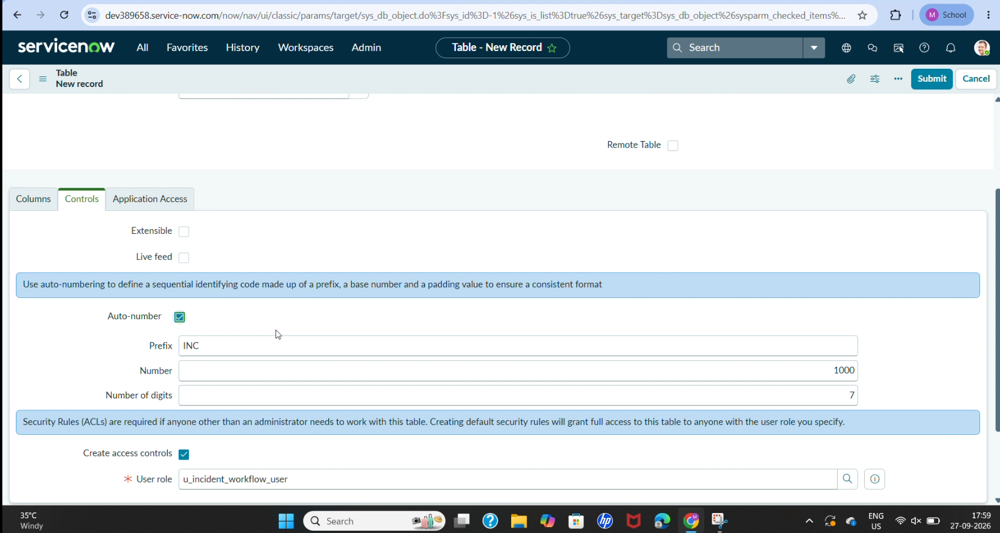 dev389658.service-now.com/now/nav/ui/classic/params/target/sys_db_object.do%3Fsys_id%3D-1%26sys_is_list%3Dtrue%26sys_target%3Dsys_db_object%26sysparm_checked_items%...
M School
servicenow All Favorites History Workspaces Admin Table - New Record Search
Table
New record
Submit Cancel
Remote Table
Columns Controls Application Access
Extensible
Live feed
Use auto-numbering to define a sequential identifying code made up of a prefix, a base number and a padding value to ensure a consistent format
Auto-number
Prefix INC
Number 1000
Number of digits 7
Security Rules (ACLs) are required if anyone other than an administrator needs to work with this table. Creating default security rules will grant full access to this table to anyone with the user role you specify.
Create access controls
* User role u_incident_workflow_user
35°C
Windy
Search
hp
M
ENG
US
17:59
27-09-2026